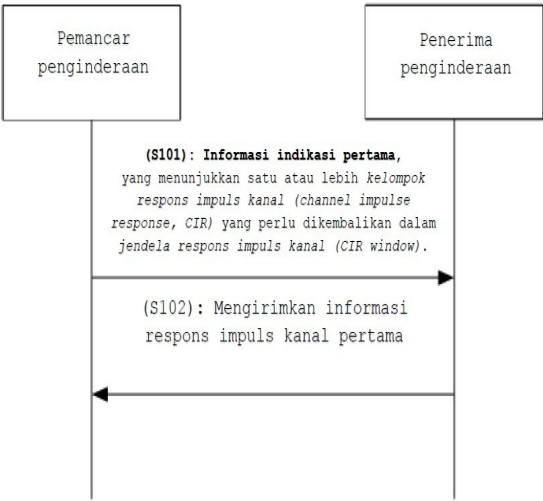 Pemancar
penginderaan
Penerima
penginderaan
(S101): Informasi indikasi pertama,
yang menunjukkan satu atau lebih kelompok
respons impuls kanal (channel impulse
response, CIR) yang perlu dikembalikan dalam
jendela respons impuls kanal (CIR window).
(S102): Mengirimkan informasi
respons impuls kanal pertama